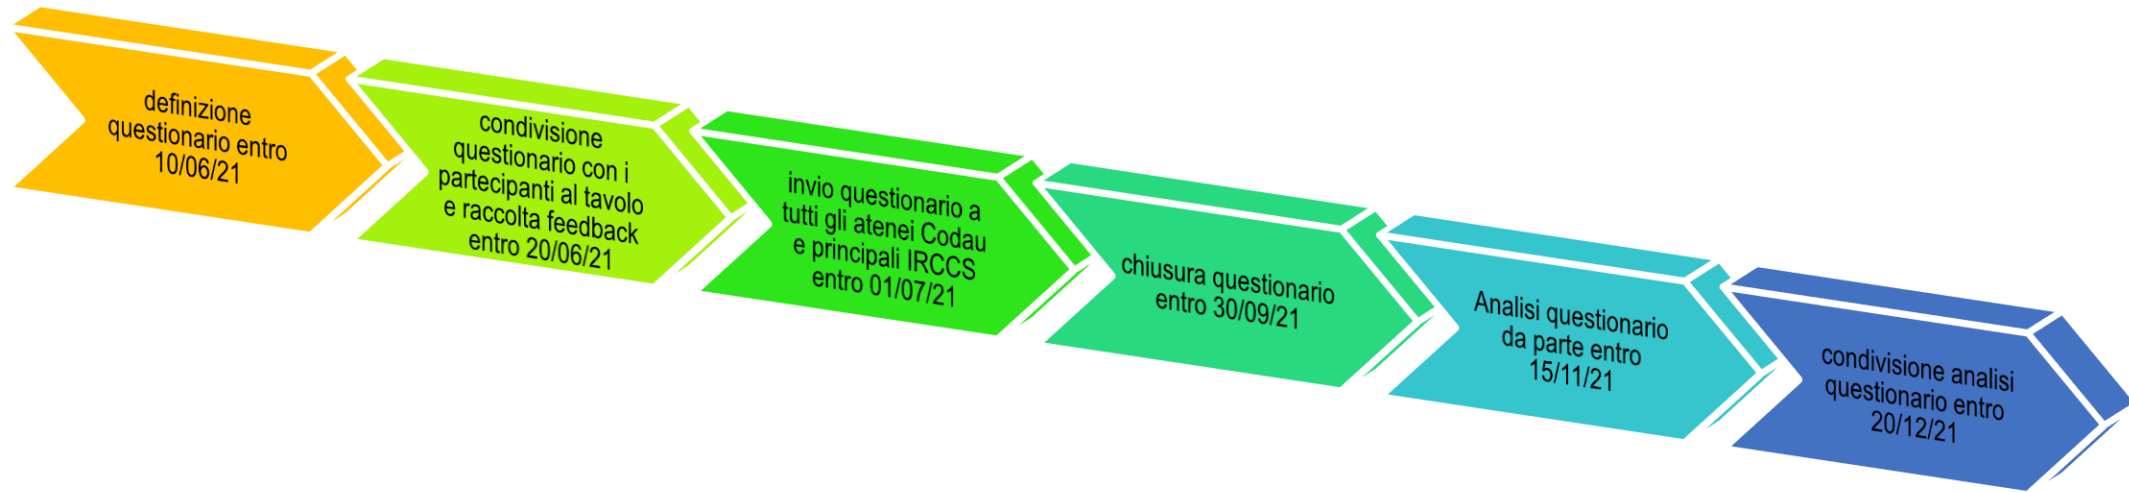 definizione
questionario entro
10/06/21
condivisione
questionario con i
partecipanti al tavolo
e raccolta feedback
entro 20/06/21
invio questionario a
tutti gli atenei Codau
e principali IRCCS
entro 01/07/21
chiusura questionario
entro 30/09/21
Analisi questionario
da parte entro
15/11/21
condivisione analisi
questionario entro
20/12/21